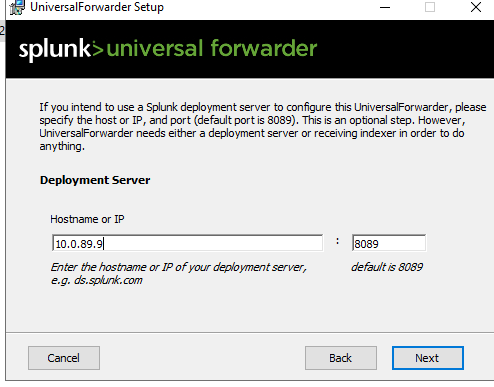 UniversalForwarder Setup
2
splunk>universal forwarder
If you intend to use a Splunk deployment server to configure this UniversalForwarder, please
specify the host or IP, and port (default port is 8089). This is an optional step. However,
UniversalForwarder needs either a deployment server or receiving indexer in order to do
anything.
Deployment Server
Hostname or IP
10.0.89.9 : 8089
Enter the hostname or IP of your deployment server, default is 8089
e.g. ds.splunk.com
Cancel Back Next